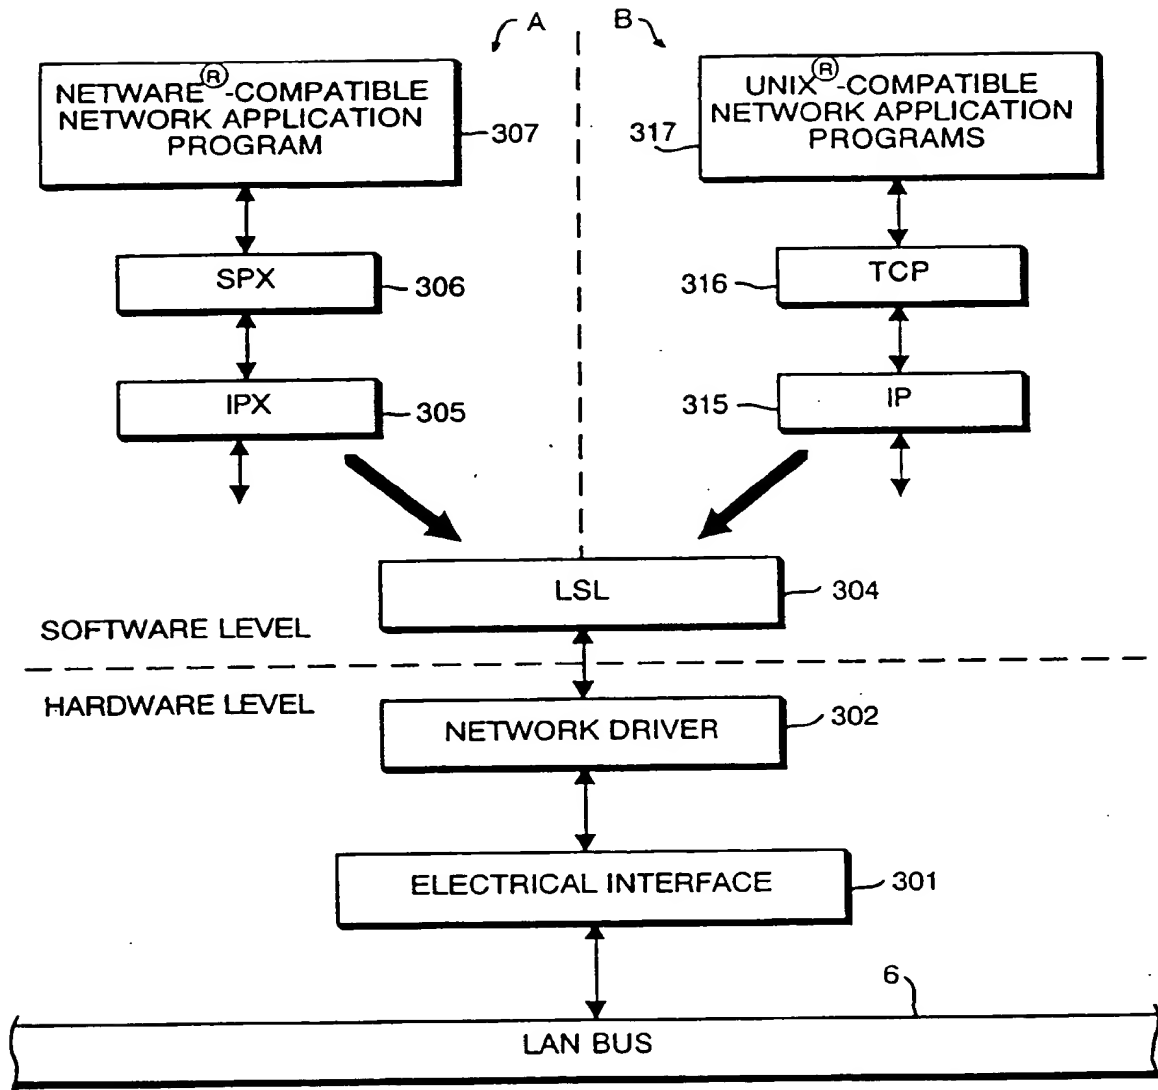 A
B
NETWARE®-COMPATIBLE
NETWORK APPLICATION
PROGRAM
307
UNIX®-COMPATIBLE
NETWORK APPLICATION
PROGRAMS
317
SPX
306
316
TCP
IPX
305
315
IP
LSL
304
SOFTWARE LEVEL
HARDWARE LEVEL
NETWORK DRIVER
302
ELECTRICAL INTERFACE
301
6
LAN BUS